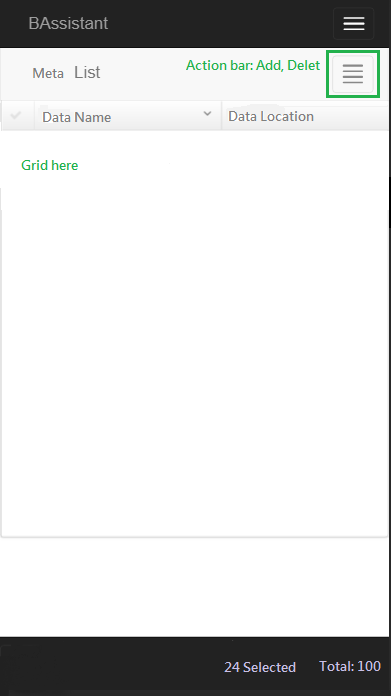 BAssistant
Meta List Action bar: Add, Delet
Data Name Data Location
Grid here
24 Selected Total: 100